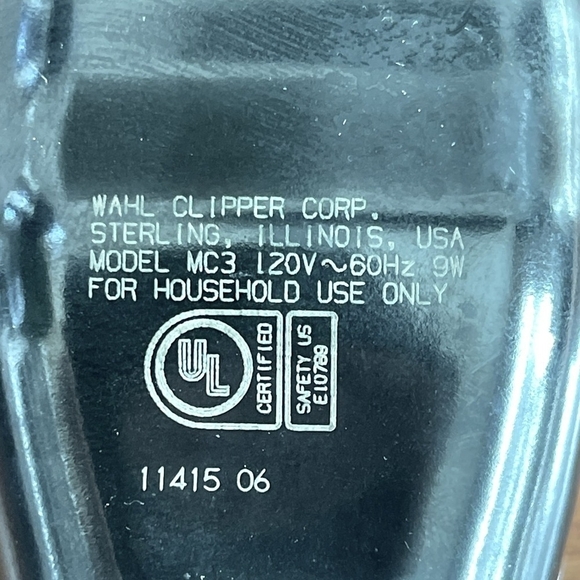 WAHL CLIPPER CORP.
STERLING, ILLINOIS, USA
MODEL MC3 120V~60Hz 9W
FOR HOUSEHOLD USE ONLY
UL
CERTIFIED
SAFETY US
E10769
11415 06